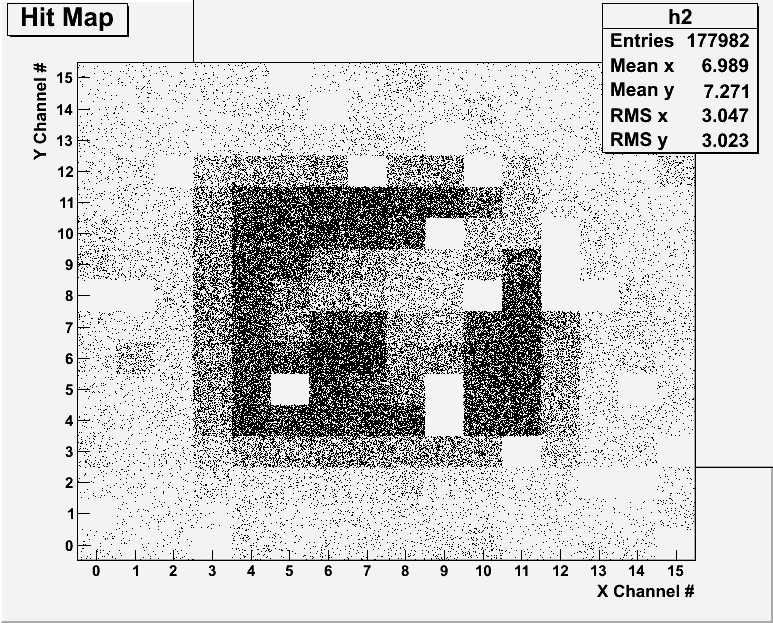 Hit Map
h2
Entries 177982
Mean x 6.989
Mean y 7.271
RMS x 3.047
RMS y 3.023
Y Channel #
15
14
13
12
11
10
9
8
7
6
5
4
3
2
1
0
0 1 2 3 4 5 6 7 8 9 10 11 12 13 14 15
X Channel #